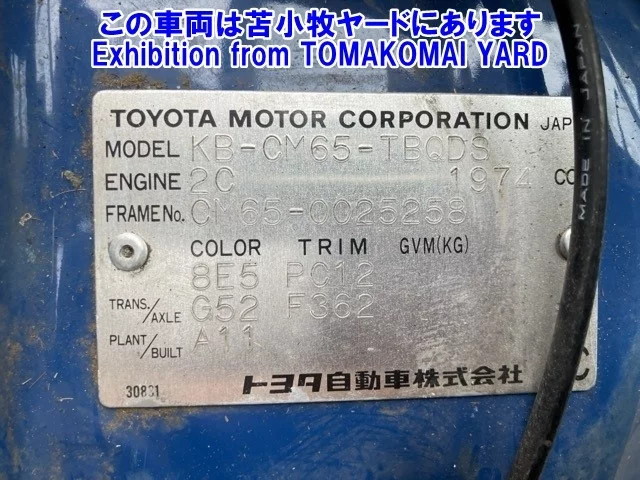 この車両は苫小牧ヤードにあります
Exhibition from TOMAKOMAI YARD
TOYOTA MOTOR CORPORATION JAP
MODEL KB-CM65-TBQDS
ENGINE 2C 1974 CC
FRAME No. CM65-0025258
COLOR TRIM GVM(KG)
8E5 PC12
TRANS./AXLE G52 F362
PLANT/BUILT A11
トヨタ自動車株式会社
MADE IN JAPAN